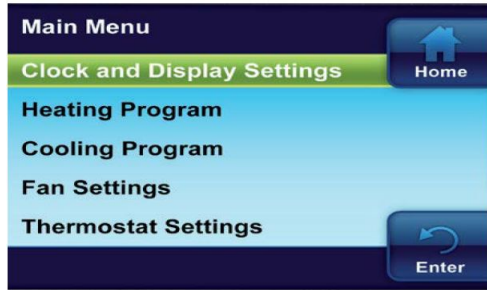 Main Menu
Clock and Display Settings
Home
Heating Program
Cooling Program
Fan Settings
Thermostat Settings
Enter